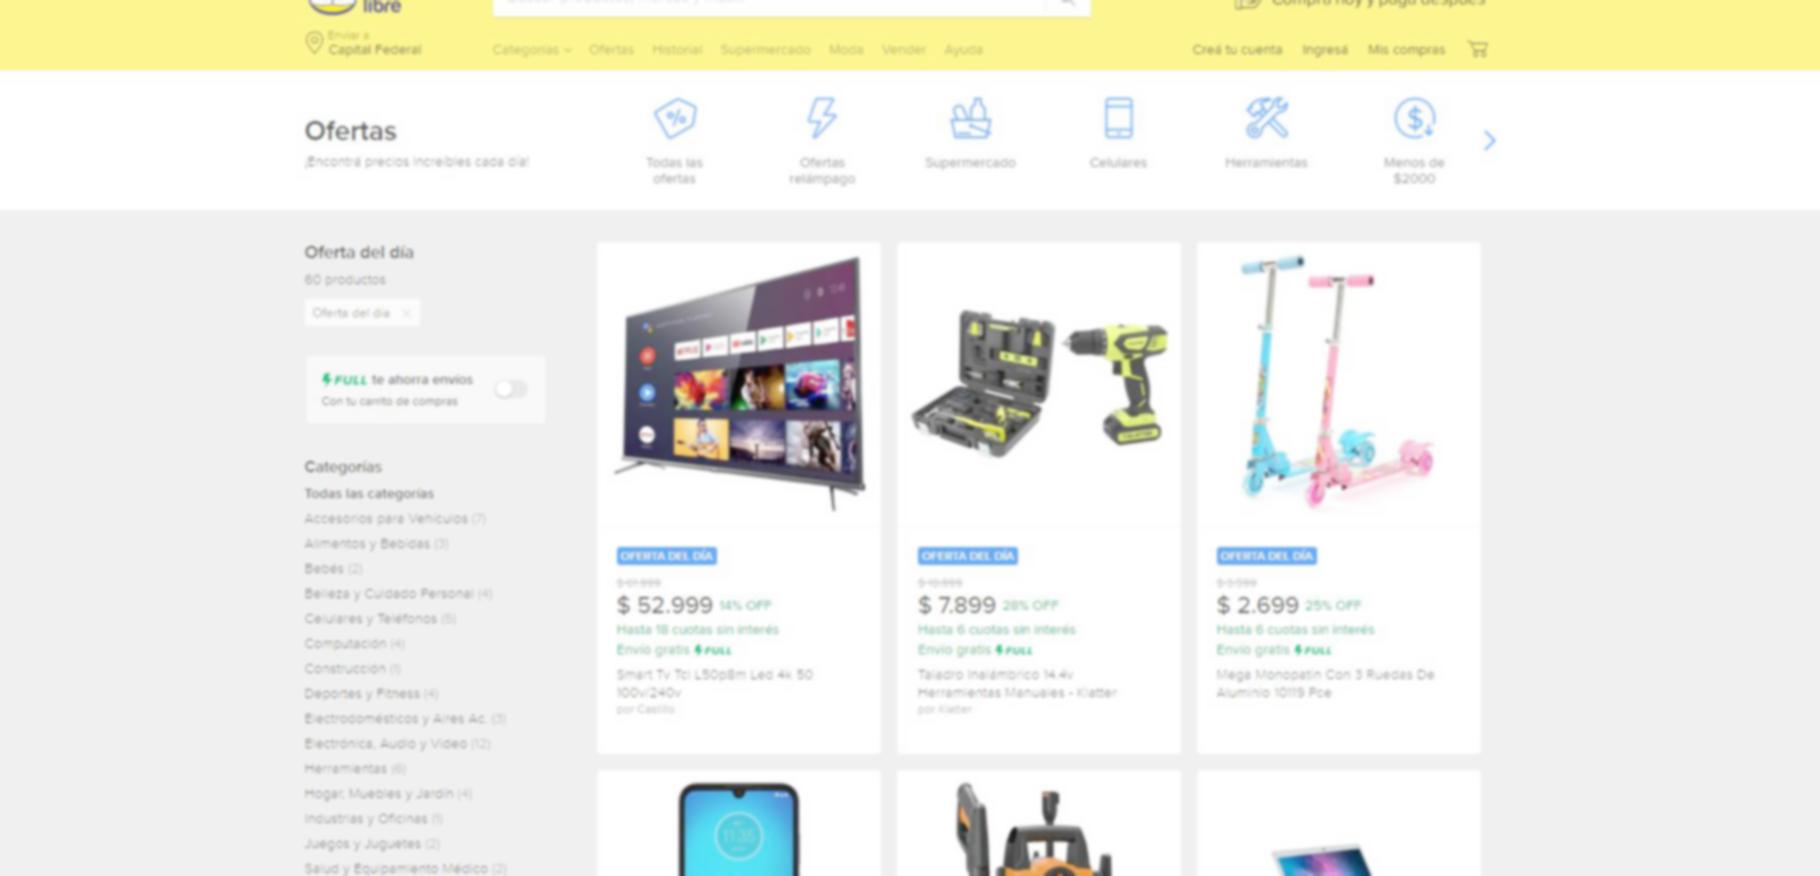 libre
Compra hoy y paga después
Enviar a
Capital Federal
Categorías Ofertas Historial Supermercado Moda Vender Ayuda
Creá tu cuenta Ingresá Mis compras
Ofertas
¡Encontrá precios increíbles cada día!
Todas las
ofertas
Ofertas
relámpago
Supermercado
Celulares
Herramientas
Menos de
$2000
Oferta del día
60 productos
Oferta del día
FULL te ahorra envíos
Con tu carrito de compras
Categorías
Todas las categorías
Accesorios para Vehículos (7)
Alimentos y Bebidas (3)
Bebés (2)
Belleza y Cuidado Personal (4)
Celulares y Teléfonos (5)
Computación (4)
Construcción (1)
Deportes y Fitness (4)
Electrodomésticos y Aires Ac. (3)
Electrónica, Audio y Video (12)
Herramientas (6)
Hogar, Muebles y Jardín (4)
Industrias y Oficinas (1)
Juegos y Juguetes (2)
Salud y Equipamiento Médico (2)
OFERTA DEL DÍA
$ 61.999
$ 52.999 14% OFF
Hasta 18 cuotas sin interés
Envío gratis FULL
Smart Tv Tcl L50p8m Led 4k 50
100v/240v
por Castillo
OFERTA DEL DÍA
$ 10.999
$ 7.899 28% OFF
Hasta 6 cuotas sin interés
Envío gratis FULL
Taladro Inalámbrico 14.4v
Herramientas Manuales - Klatter
por Klatter
OFERTA DEL DÍA
$ 3.599
$ 2.699 25% OFF
Hasta 6 cuotas sin interés
Envío gratis FULL
Mega Monopatín Con 3 Ruedas De
Aluminio 10119 Pce
11:35